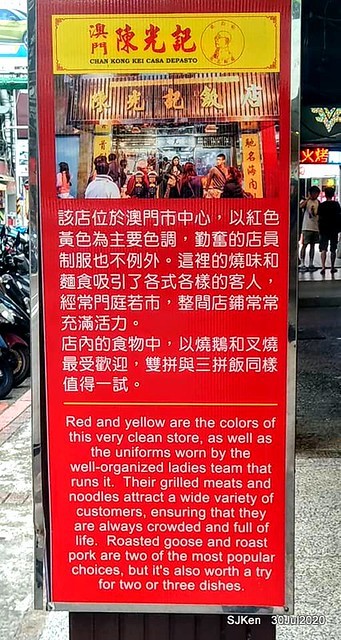 澳門 陳光記
CHAN KONG KEI CASA DEPASTO
陳光記飯店
馳名海內
該店位於澳門市中心，以紅色
黃色為主要色調，勤奮的店員
制服也不例外。這裡的燒味和
麵食吸引了各式各樣的客人，
經常門庭若市，整間店鋪常常
充滿活力。
店內的食物中，以燒鵝和叉燒
最受歡迎，雙拼與三拼飯同樣
值得一試。
Red and yellow are the colors of
this very clean store, as well as
the uniforms worn by the
well-organized ladies team that
runs it.  Their grilled meats and
noodles attract a wide variety of
customers, ensuring that they
are always crowded and full of
life.  Roasted goose and roast
pork are two of the most popular
choices, but it's also worth a try
for two or three dishes.
火烤
SJKen   30Jul2020